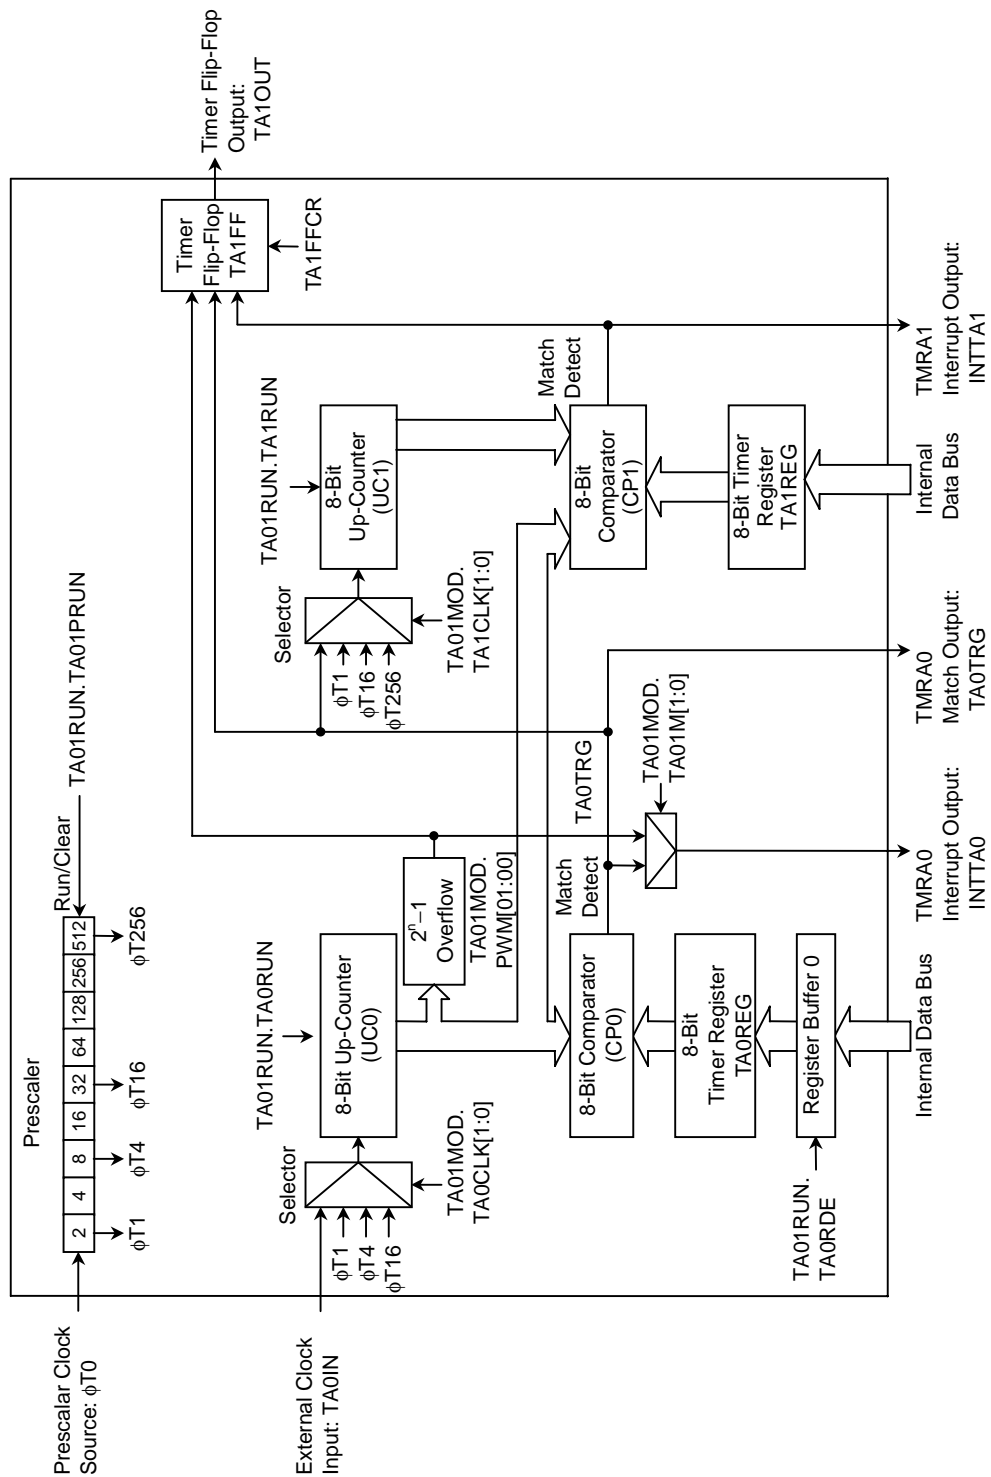 Prescalar Clock
Source: ϕT0
Prescaler
2
4
8
16
32
64
128
256
512
Run/Clear
TA01RUN.TA01PRUN
ϕT1
ϕT4
ϕT16
ϕT256
External Clock
Input: TA0IN
Selector
ϕT1
ϕT4
ϕT16
TA01MOD.
TA0CLK[1:0]
TA01RUN.TA0RUN
8-Bit Up-Counter
(UC0)
2ⁿ−1
Overflow
TA01MOD.
PWM[01:00]
8-Bit Comparator
(CP0)
Match
Detect
TA0TRG
8-Bit
Timer Register
TA0REG
Register Buffer 0
TA01RUN.
TA0RDE
Internal Data Bus
TA01MOD.
TA01M[1:0]
TMRA0
Interrupt Output:
INTTA0
TMRA0
Match Output:
TA0TRG
Selector
ϕT1
ϕT16
ϕT256
TA01MOD.
TA1CLK[1:0]
TA01RUN.TA1RUN
8-Bit
Up-Counter
(UC1)
8-Bit
Comparator
(CP1)
Match
Detect
8-Bit Timer
Register
TA1REG
Internal
Data Bus
TMRA1
Interrupt Output:
INTTA1
Timer
Flip-Flop
TA1FF
TA1FFCR
Timer Flip-Flop
Output:
TA1OUT